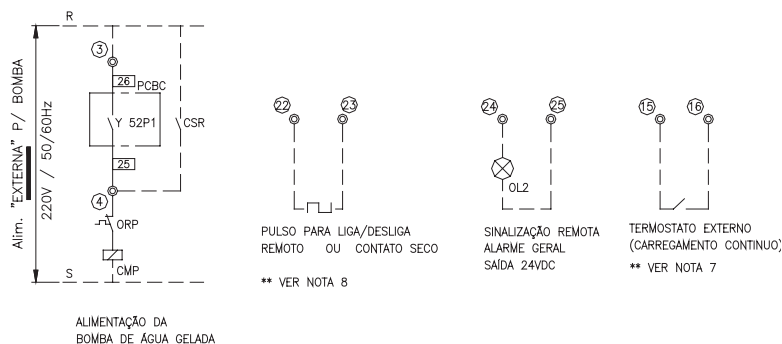 R
Alim. "EXTERNA" P/ BOMBA
220V / 50/60Hz
3
26 PCBC
Y 52P1
CSR
25
4
ORP
CMP
S
ALIMENTAÇÃO DA
BOMBA DE ÁGUA GELADA
22 23
PULSO PARA LIGA/DESLIGA
REMOTO OU CONTATO SECO
** VER NOTA 8
24 25
OL2
SINALIZAÇÃO REMOTA
ALARME GERAL
SAÍDA 24VDC
15 16
TERMOSTATO EXTERNO
(CARREGAMENTO CONTINUO)
** VER NOTA 7